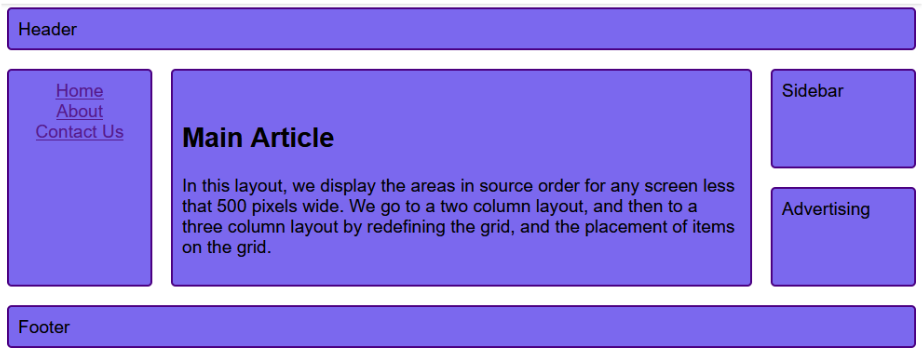 Header
Home
About
Contact Us
Main Article
In this layout, we display the areas in source order for any screen less
that 500 pixels wide. We go to a two column layout, and then to a
three column layout by redefining the grid, and the placement of items
on the grid.
Sidebar
Advertising
Footer